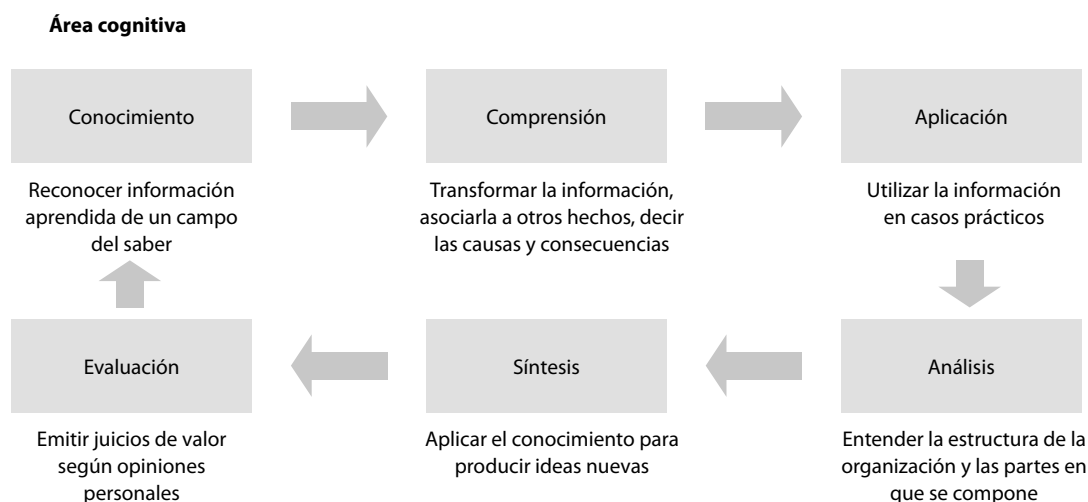 Área cognitiva
Conocimiento
Reconocer información
aprendida de un campo
del saber
Comprensión
Transformar la información,
asociarla a otros hechos, decir
las causas y consecuencias
Aplicación
Utilizar la información
en casos prácticos
Análisis
Entender la estructura de la
organización y las partes en
que se compone
Síntesis
Aplicar el conocimiento para
producir ideas nuevas
Evaluación
Emitir juicios de valor
según opiniones
personales